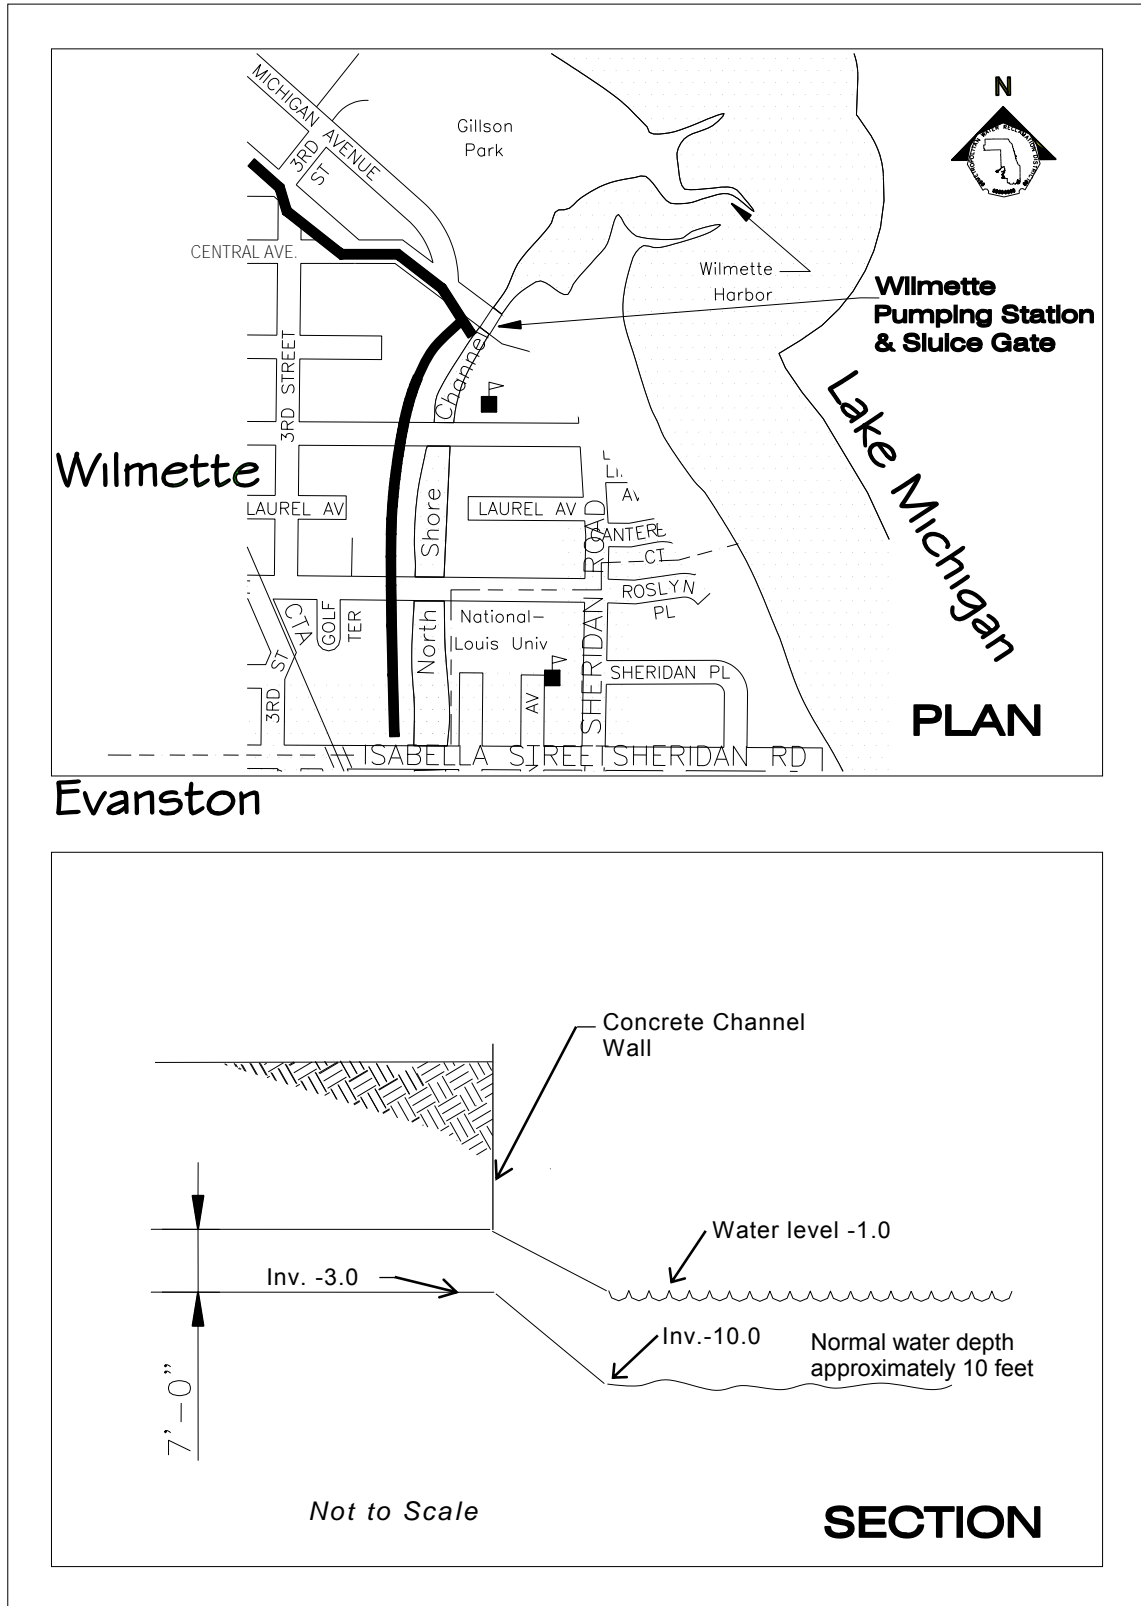 MICHIGAN AVENUE
3RD
ST
Gillson
Park
N
CENTRAL AVE.
Wilmette
Harbor
Wilmette
Pumping Station
& Sluice Gate
3RD STREET
Channel
Lake Michigan
Wilmette
LAUREL AV
Shore
LAUREL AV
AV
CANTERE
CT
ROSLYN
PL
SHERIDAN ROAD
CTA
GOLF
TER
North
National-
Louis Univ
3RD ST
AV
SHERIDAN PL
PLAN
ISABELLA STREET
SHERIDAN RD
Evanston
Concrete Channel
Wall
Water level -1.0
Inv. -3.0
Inv.-10.0
Normal water depth
approximately 10 feet
7'-0"
Not to Scale
SECTION